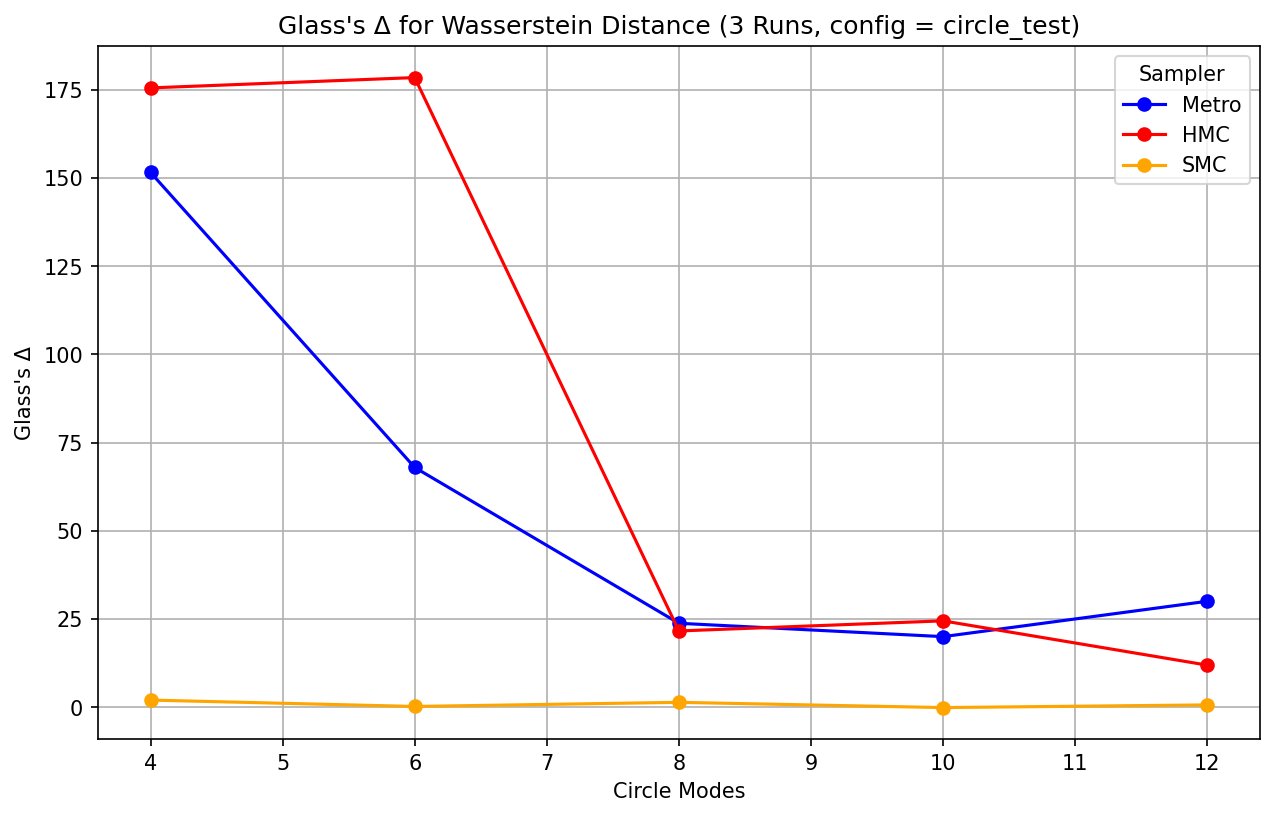 Glass's Δ for Wasserstein Distance (3 Runs, config = circle_test)
Sampler
Metro
HMC
SMC
Glass's Δ
175
150
125
100
75
50
25
0
4 5 6 7 8 9 10 11 12
Circle Modes